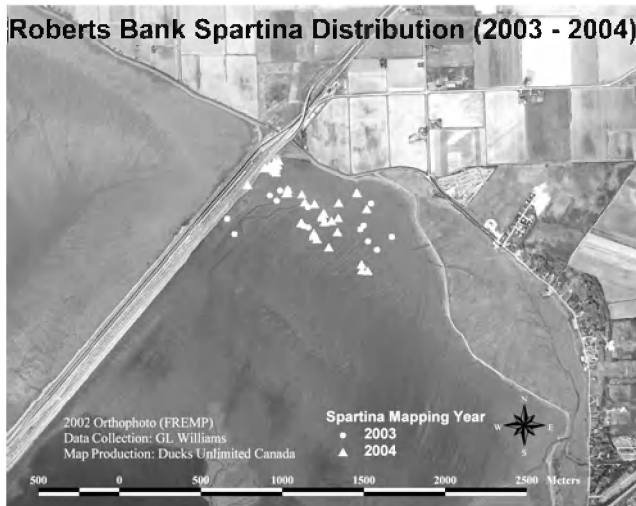 Roberts Bank Spartina Distribution (2003 - 2004)
2002 Orthophoto (FREMP)
Data Collection: GL Williams
Map Production: Ducks Unlimited Canada
Spartina Mapping Year
2003
2004
N
W E
S
500 0 500 1000 1500 2000 2500 Meters